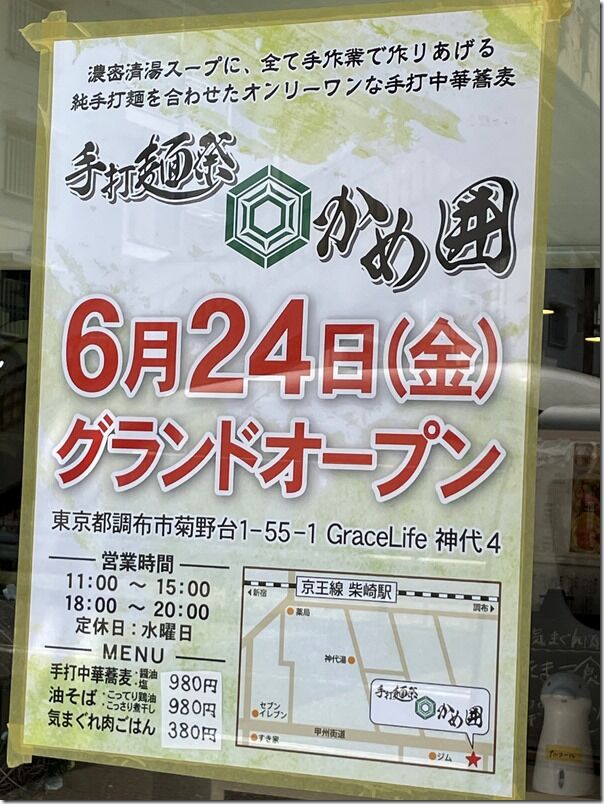 濃密清湯スープに、全て手作業で作りあげる
純手打麺を合わせたオンリーワンな手打中華蕎麦
手打麺祭
かめ囲
6月24日(金)
グランドオープン
東京都調布市菊野台1-55-1 GraceLife 神代4
営業時間
11:00 〜 15:00
18:00 〜 20:00
定休日:水曜日
MENU
手打中華蕎麦:醤油・塩 980円
油そば・こってり鶏油・こっさり煮干し 980円
気まぐれ肉ごはん 380円
京王線 柴崎駅
新宿
調布
薬局
神代湯
手打麺祭
かめ囲
セブン
イレブン
甲州街道
すき家
ジム
気まぐれ